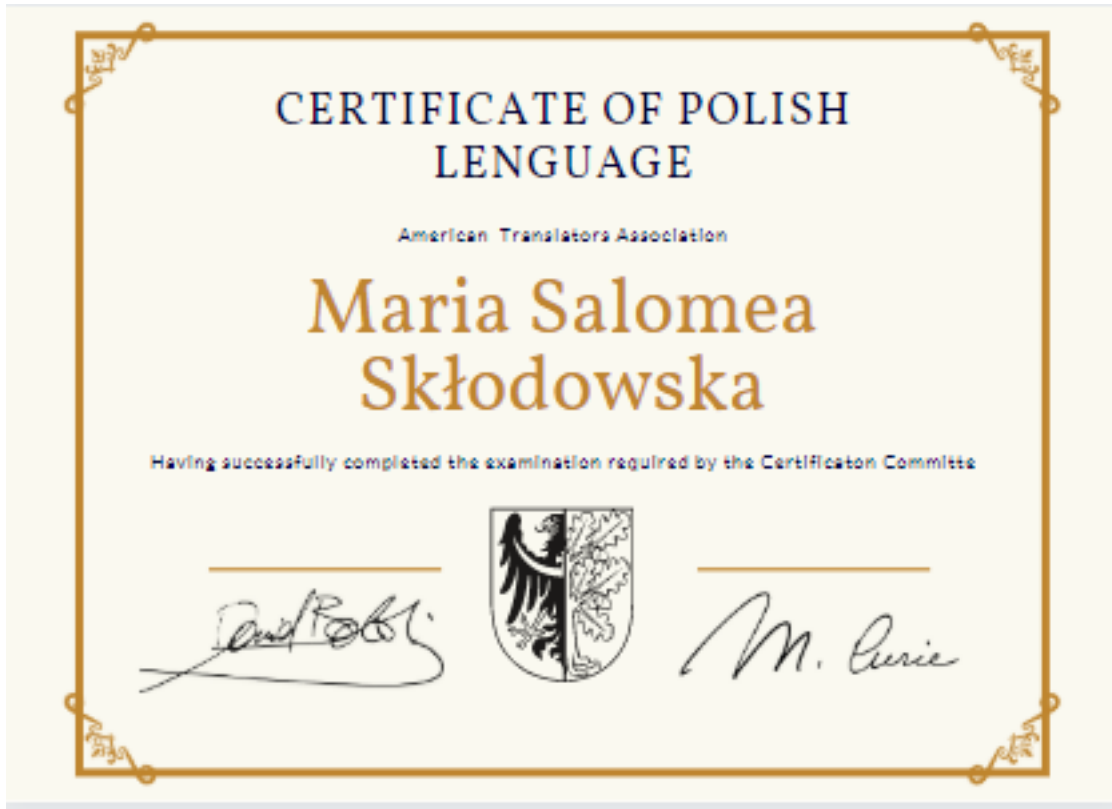 CERTIFICATE OF POLISH
LENGUAGE
American Translators Association
Maria Salomea
Skłodowska
Having successfully completed the examination required by the Certificaton Committe
M. Curie